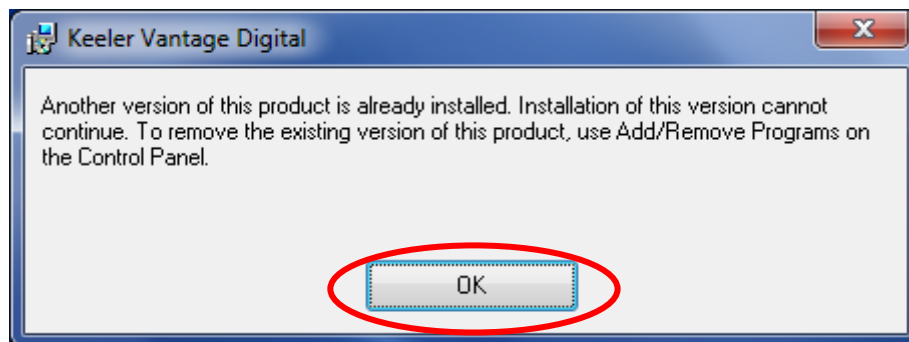 Keeler Vantage Digital
Another version of this product is already installed. Installation of this version cannot
continue. To remove the existing version of this product, use Add/Remove Programs on
the Control Panel.
OK